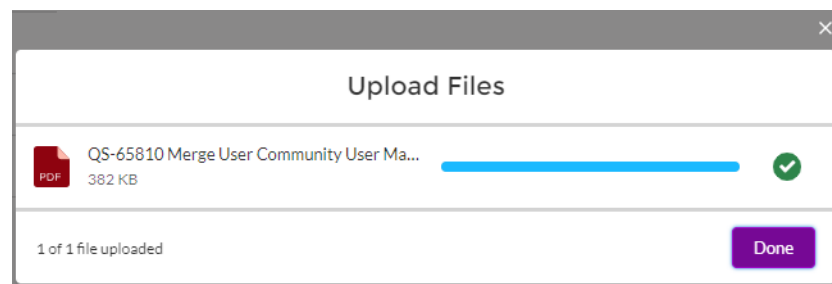 Upload Files
QS-65810 Merge User Community User Ma...
PDF
382 KB
1 of 1 file uploaded
Done